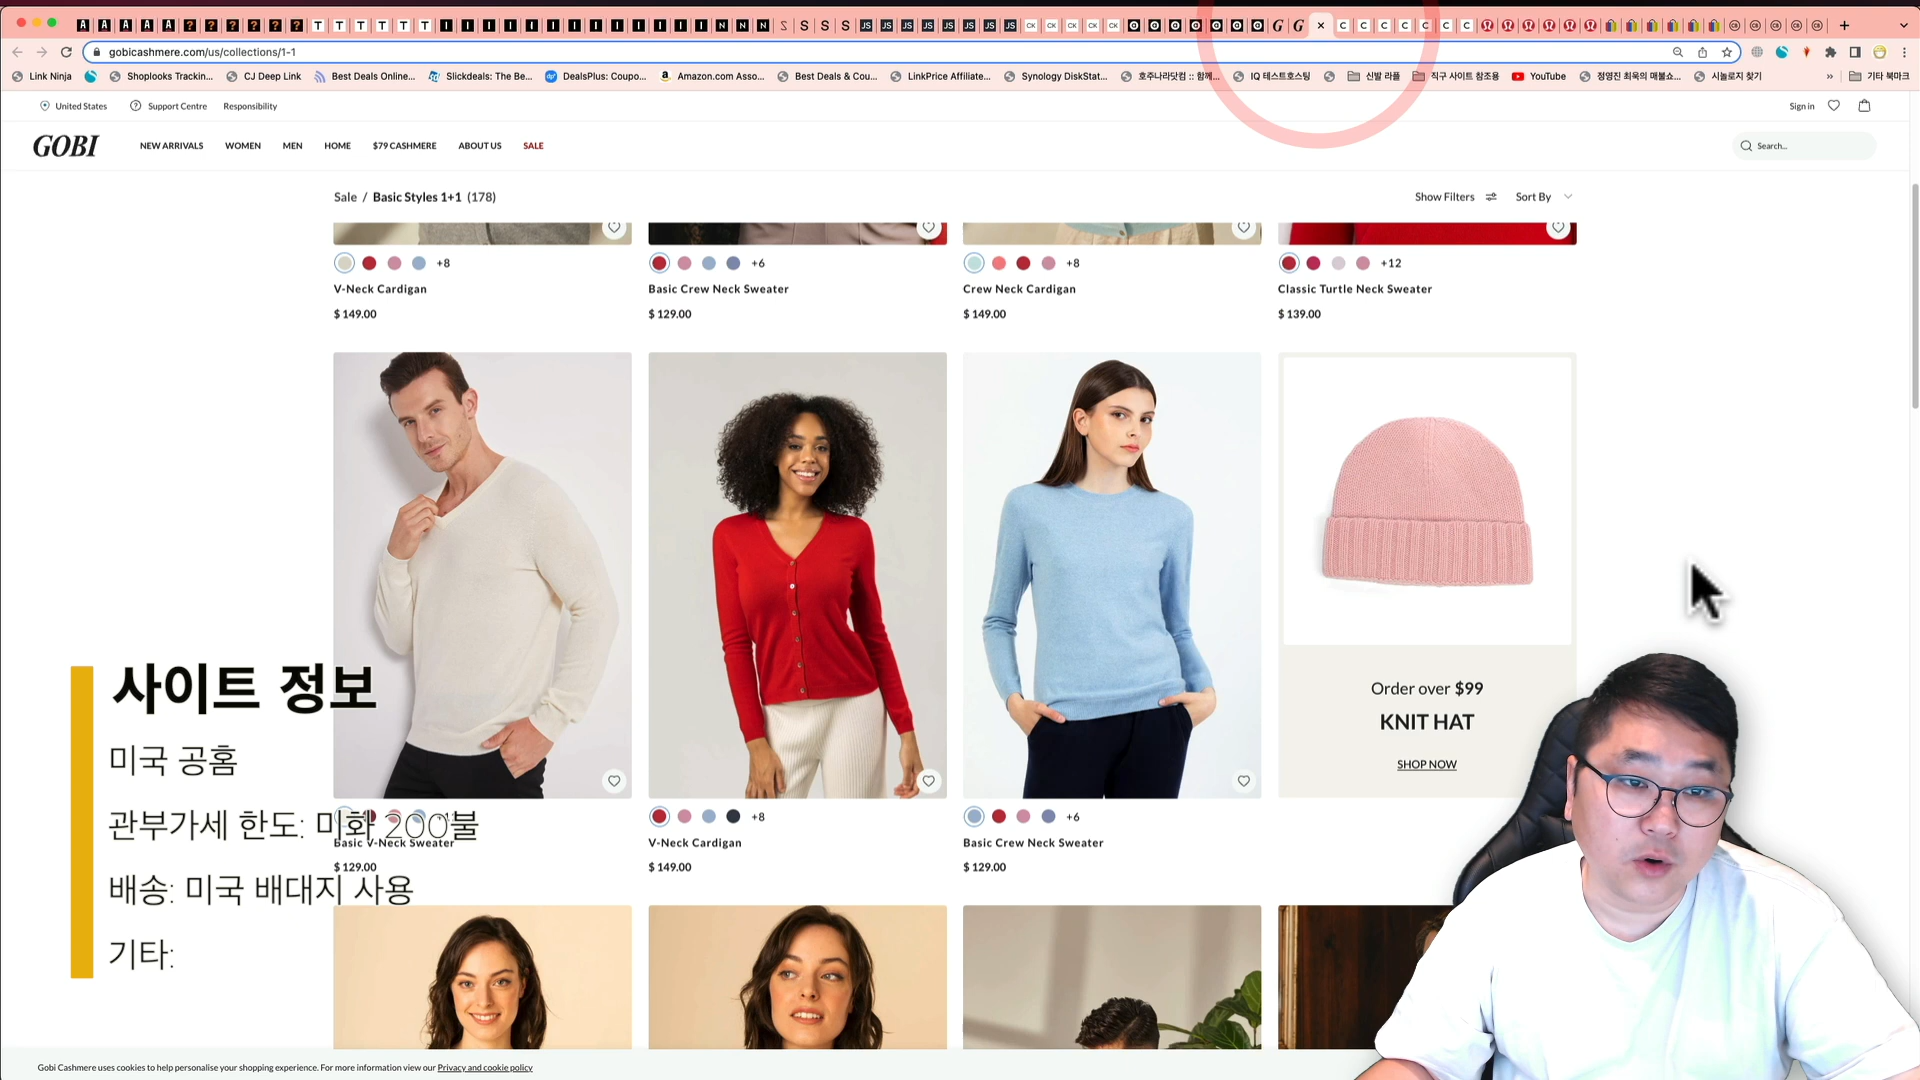 gobicashmere.com/us/collections/1-1
Link Ninja
Shoplooks Trackin...
CJ Deep Link
Best Deals Online...
Slickdeals: The Be...
DealsPlus: Coupo...
Amazon.com Asso...
Best Deals & Cou...
LinkPrice Affiliate...
Synology DiskStat...
호주나라닷컴 :: 함께...
IQ 테스트호스팅
신발 라플
직구 사이트 참조용
YouTube
정영진 최욱의 매불쇼...
시놀로지 찾기
»
기타 북마크
United States
Support Centre
Responsibility
Sign in
GOBI
NEW ARRIVALS
WOMEN
MEN
HOME
$79 CASHMERE
ABOUT US
SALE
Search...
Sale / Basic Styles 1+1 (178)
Show Filters
Sort By
+8
+6
+8
+12
V-Neck Cardigan
Basic Crew Neck Sweater
Crew Neck Cardigan
Classic Turtle Neck Sweater
$ 149.00
$ 129.00
$ 149.00
$ 139.00
Order over $99
KNIT HAT
SHOP NOW
사이트 정보
미국 공홈
관부가세 한도: 미화 200불
배송: 미국 배대지 사용
기타:
+8
+6
Basic V-Neck Sweater
V-Neck Cardigan
Basic Crew Neck Sweater
$ 129.00
$ 149.00
$ 129.00
Gobi Cashmere uses cookies to help personalise your shopping experience. For more information view our Privacy and cookie policy